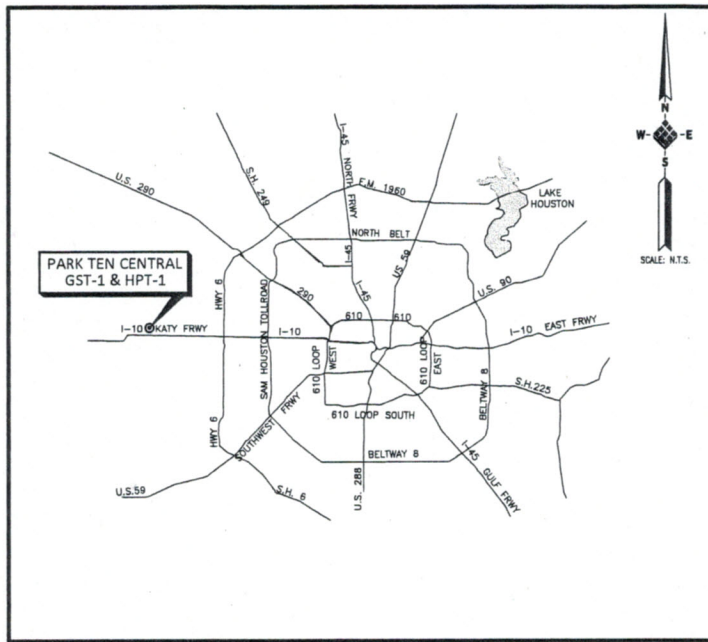 N
W
E
S
SCALE: N.T.S.
I-45
NORTH FRWY
S.H. 249
U.S. 290
F.M. 1960
LAKE
HOUSTON
NORTH BELT
I-45
US 59
PARK TEN CENTRAL
GST-1 & HPT-1
HWY 6
290
I-45
U.S. 90
SAM HOUSTON TOLLROAD
610
610
I-10
KATY FRWY
I-10
I-10
EAST FRWY
610 LOOP
WEST
610 LOOP
EAST
BELTWAY 8
S.H.225
SOUTHWEST FRWY
610 LOOP SOUTH
HWY 6
BELTWAY 8
I-45
GULF FRWY
U.S.59
S.H. 6
U.S. 288